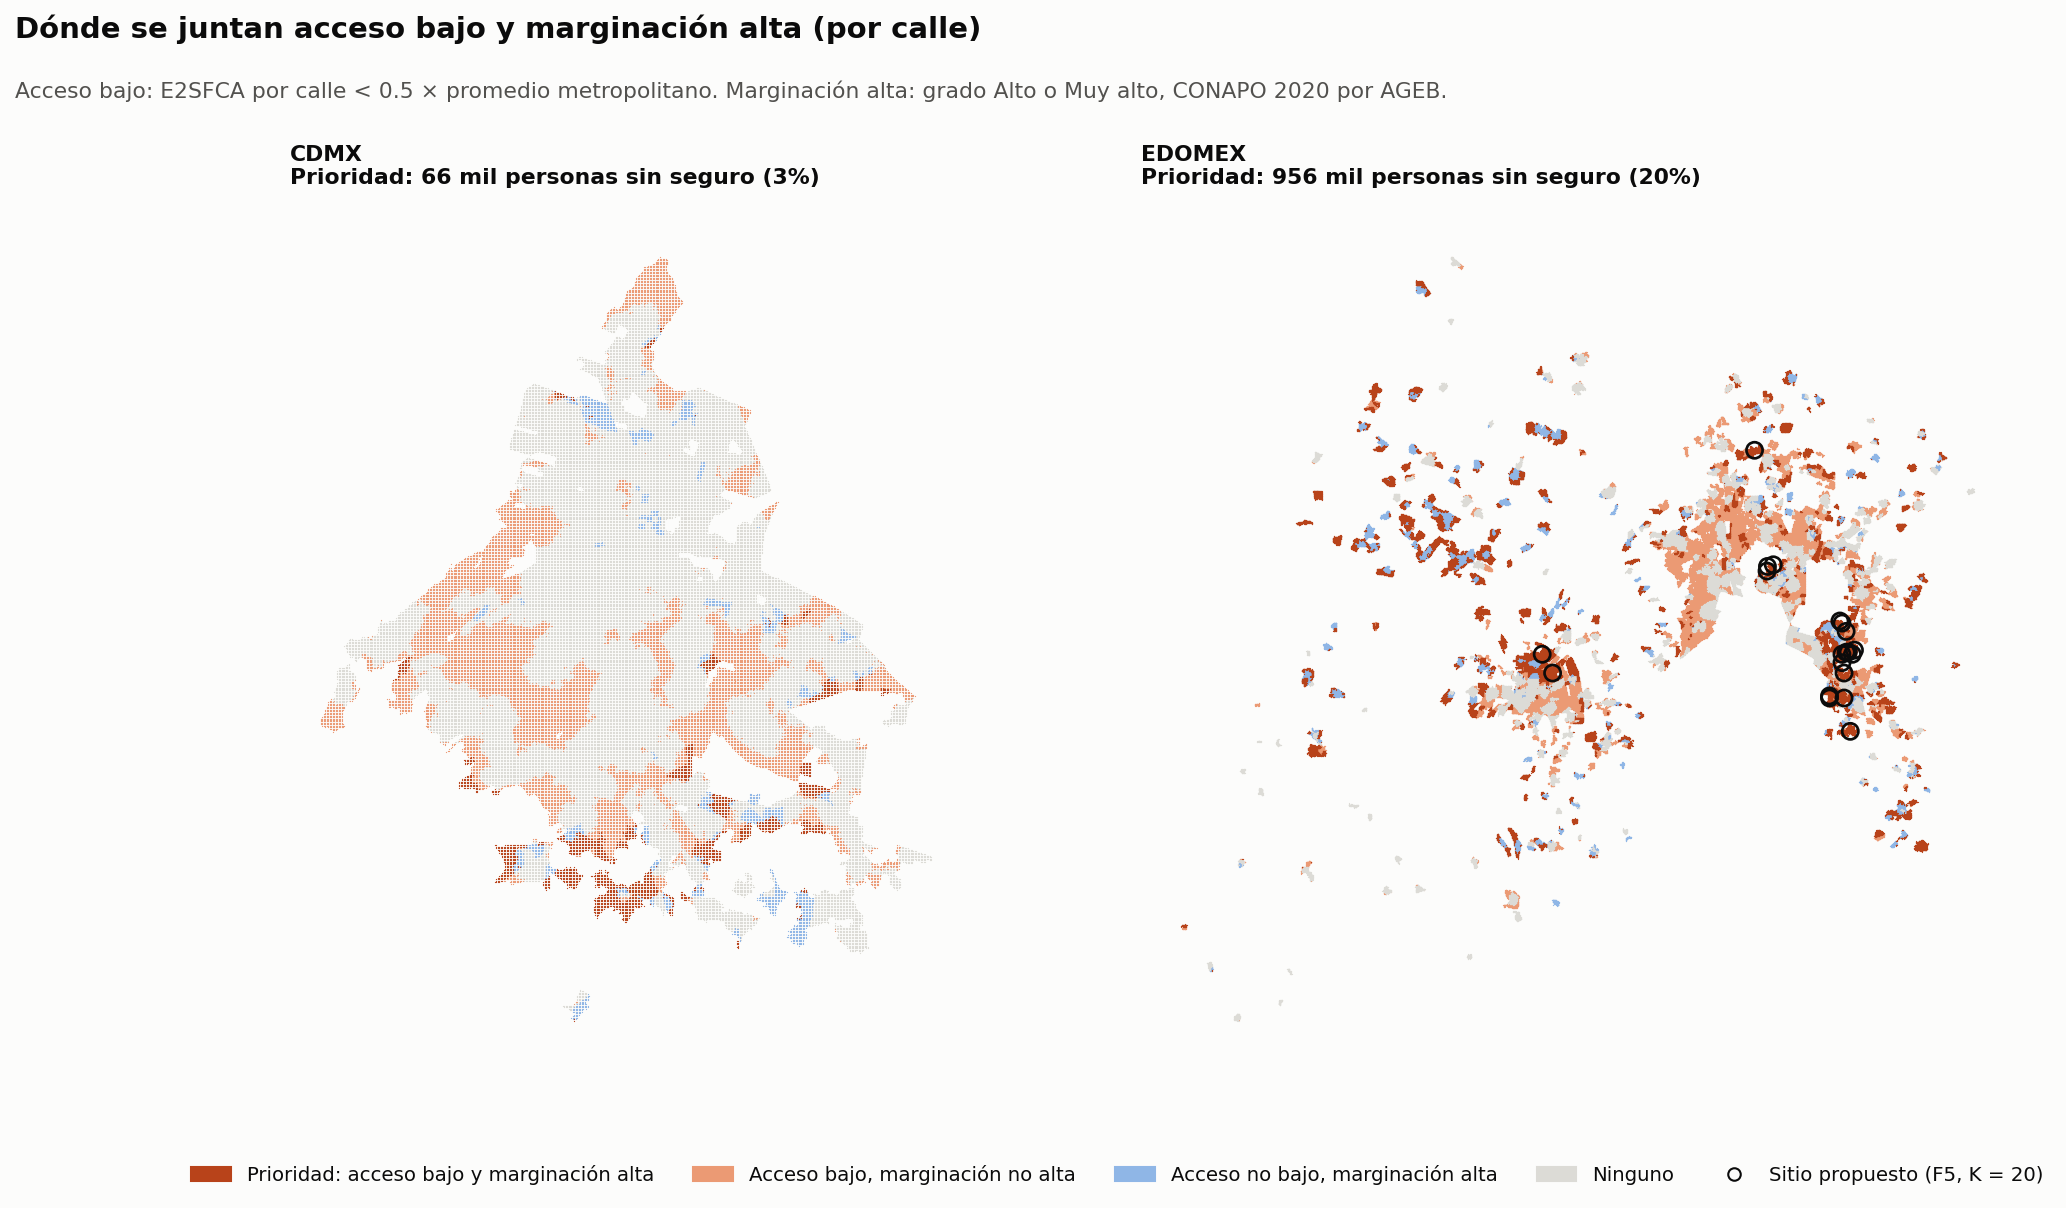 Dónde se juntan acceso bajo y marginación alta (por calle)
Acceso bajo: E2SFCA por calle < 0.5 × promedio metropolitano. Marginación alta: grado Alto o Muy alto, CONAPO 2020 por AGEB.
CDMX
Prioridad: 66 mil personas sin seguro (3%)
EDOMEX
Prioridad: 956 mil personas sin seguro (20%)
Prioridad: acceso bajo y marginación alta
Acceso bajo, marginación no alta
Acceso no bajo, marginación alta
Ninguno
Sitio propuesto (F5, K = 20)